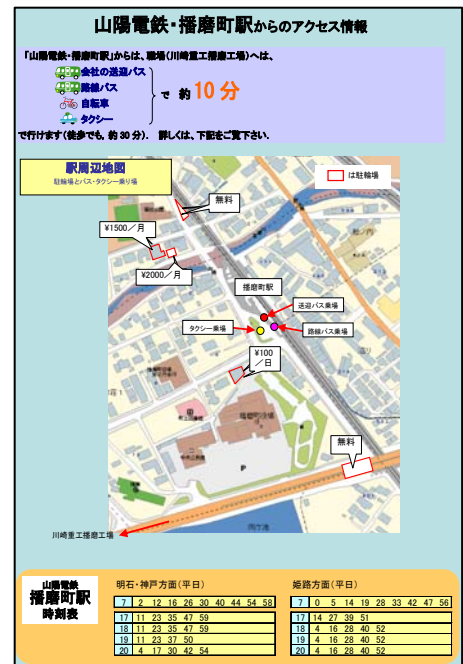 山陽電鉄・播磨町駅からのアクセス情報
「山陽電鉄・播磨町駅」からは、職場(川崎重工播磨工場)へは、
会社の送迎バス
路線バス
自転車
タクシー
で 約10分
で行けます(徒歩でも、約30分). 詳しくは、下記をご覧下さい.
駅周辺地図
駐輪場とバス・タクシー乗り場
は駐輪場
無料
¥1500/月
¥2000/月
播磨町駅
送迎バス乗場
タクシー乗場
路線バス乗場
¥100
/日
播磨町役場
無料
P
川崎重工播磨工場
山陽電鉄
播磨町駅
時刻表
明石・神戸方面(平日)
7 2 12 16 26 30 40 44 54 58
17 11 23 35 47 59
18 11 23 35 47 59
19 11 23 37 50
20 4 17 30 42 54
姫路方面(平日)
7 0 5 14 19 28 33 42 47 56
17 14 27 39 51
18 4 16 28 40 52
19 4 16 28 40 52
20 4 16 28 40 52